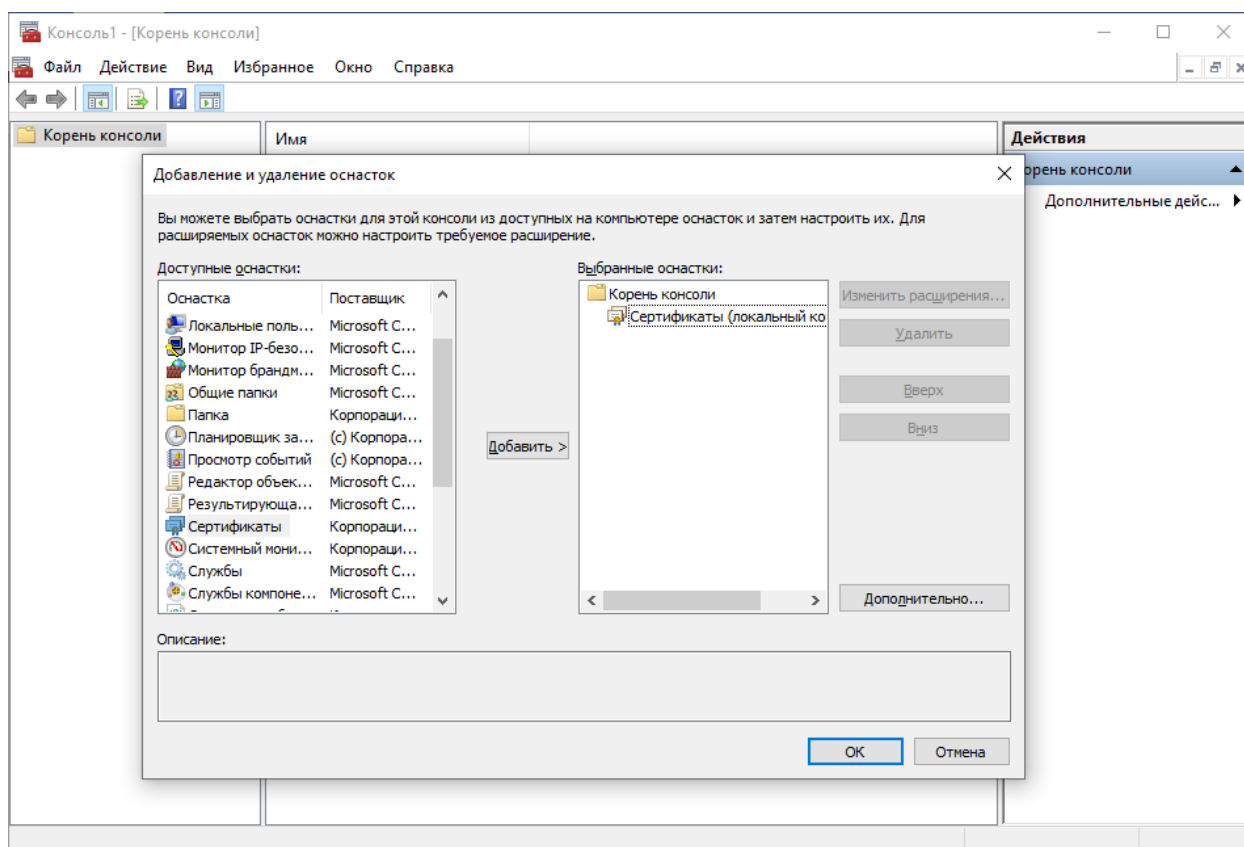 Консоль1 - [Корень консоли]
Файл Действие Вид Избранное Окно Справка
Корень консоли
Имя
Действия
орень консоли
Дополнительные дейс...
Добавление и удаление оснасток
Вы можете выбрать оснастки для этой консоли из доступных на компьютере оснасток и затем настроить их. Для
расширяемых оснасток можно настроить требуемое расширение.
Доступные оснастки:
Оснастка Поставщик
Локальные поль... Microsoft C...
Монитор IP-безо... Microsoft C...
Монитор брандм... Microsoft C...
Общие папки Microsoft C...
Папка Корпораци...
Планировщик за... (c) Корпора...
Просмотр событий (c) Корпора...
Редактор объек... Microsoft C...
Результирующа... Microsoft C...
Сертификаты Корпораци...
Системный мони... Корпораци...
Службы Microsoft C...
Службы компоне... Microsoft C...
Добавить >
Выбранные оснастки:
Корень консоли
Сертификаты (локальный ко
Изменить расширения...
Удалить
Вверх
Вниз
Дополнительно...
Описание:
OK Отмена